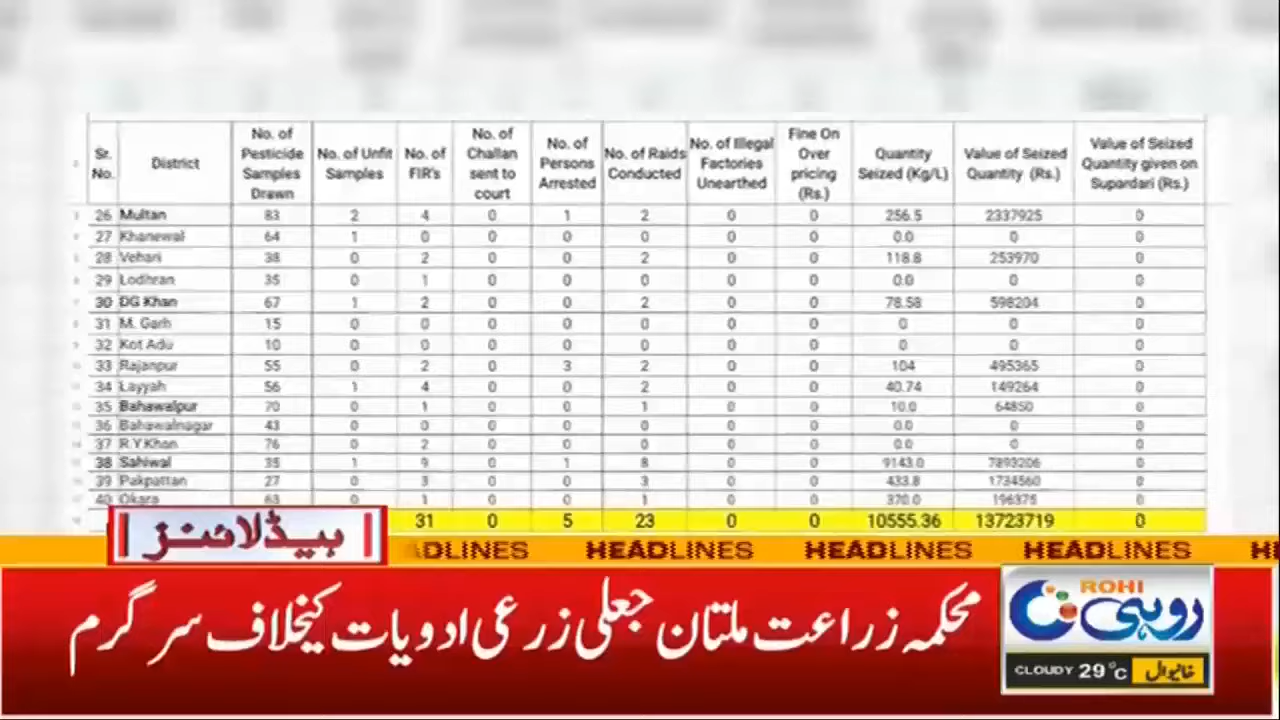 Sr. No. District No. of Pesticide Samples Drawn No. of Unfit Samples No. of FIR's No. of Challan sent to court No. of Persons Arrested No. of Raids Conducted No. of Illegal Factories Unearthed Fine On Over pricing (Rs.) Quantity Seized (Kg/L) Value of Seized Quantity (Rs.) Value of Seized Quantity given on Supardari (Rs.)
26 Multan 83 2 4 0 1 2 0 0 256.5 2337925 0
27 Khanewal 64 1 0 0 0 0 0 0 0.0 0 0
28 Vehari 38 0 2 0 0 2 0 0 118.8 253970 0
29 Lodhran 35 0 1 0 0 0 0 0 0.0 0 0
30 DG Khan 67 1 2 0 0 2 0 0 78.58 598204 0
31 M. Garh 15 0 0 0 0 0 0 0 0 0 0
32 Kot Adu 10 0 0 0 0 0 0 0 0 0 0
33 Rajanpur 55 0 2 0 3 2 0 0 104 495365 0
34 Layyah 56 1 4 0 0 2 0 0 40.74 149264 0
35 Bahawalpur 70 0 1 0 0 1 0 0 10.0 64850 0
36 Bahawalnagar 43 0 0 0 0 0 0 0 0.0 0 0
37 R.Y.Khan 76 0 2 0 0 0 0 0 0.0 0 0
38 Sahiwal 35 1 9 0 1 8 0 0 9143.0 7893206 0
39 Pakpattan 27 0 3 0 0 3 0 0 433.8 1734560 0
40 Okara 63 0 1 0 0 1 0 0 370.0 196375 0
31 0 5 23 0 0 10555.36 13723719 0
ہیڈلائنز
ADLINES HEADLINES HEADLINES HEADLINES H
محکمہ زراعت ملتان جعلی زرعی ادویات کیخلاف سر گرم
ROHI
روہی
CLOUDY 29°C خانیوال